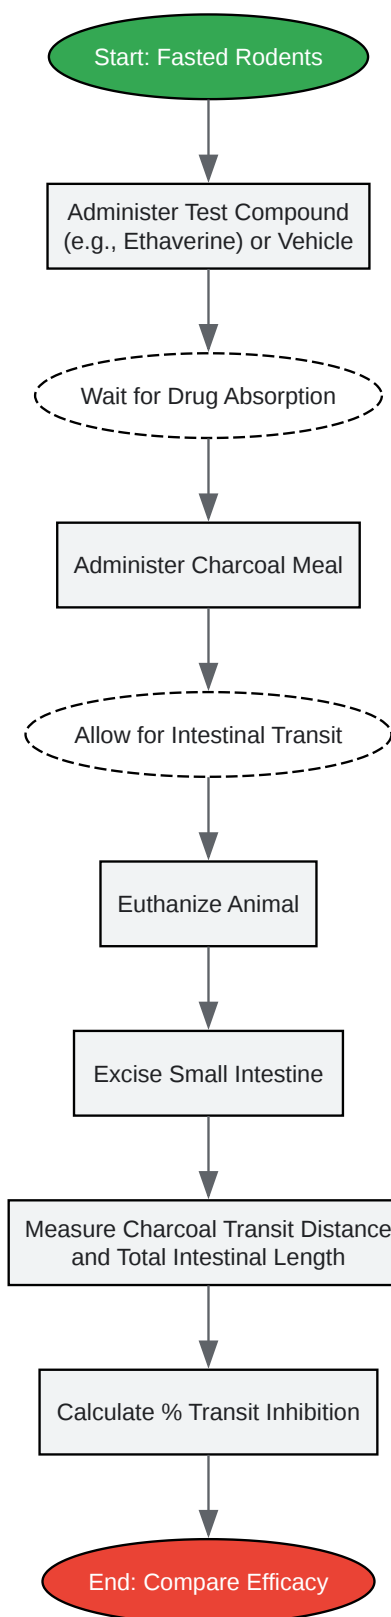 Start: Fasted Rodents
Administer Test Compound
(e.g., Ethaverine) or Vehicle
Wait for Drug Absorption
Administer Charcoal Meal
Allow for Intestinal Transit
Euthanize Animal
Excise Small Intestine
Measure Charcoal Transit Distance
and Total Intestinal Length
Calculate % Transit Inhibition
End: Compare Efficacy